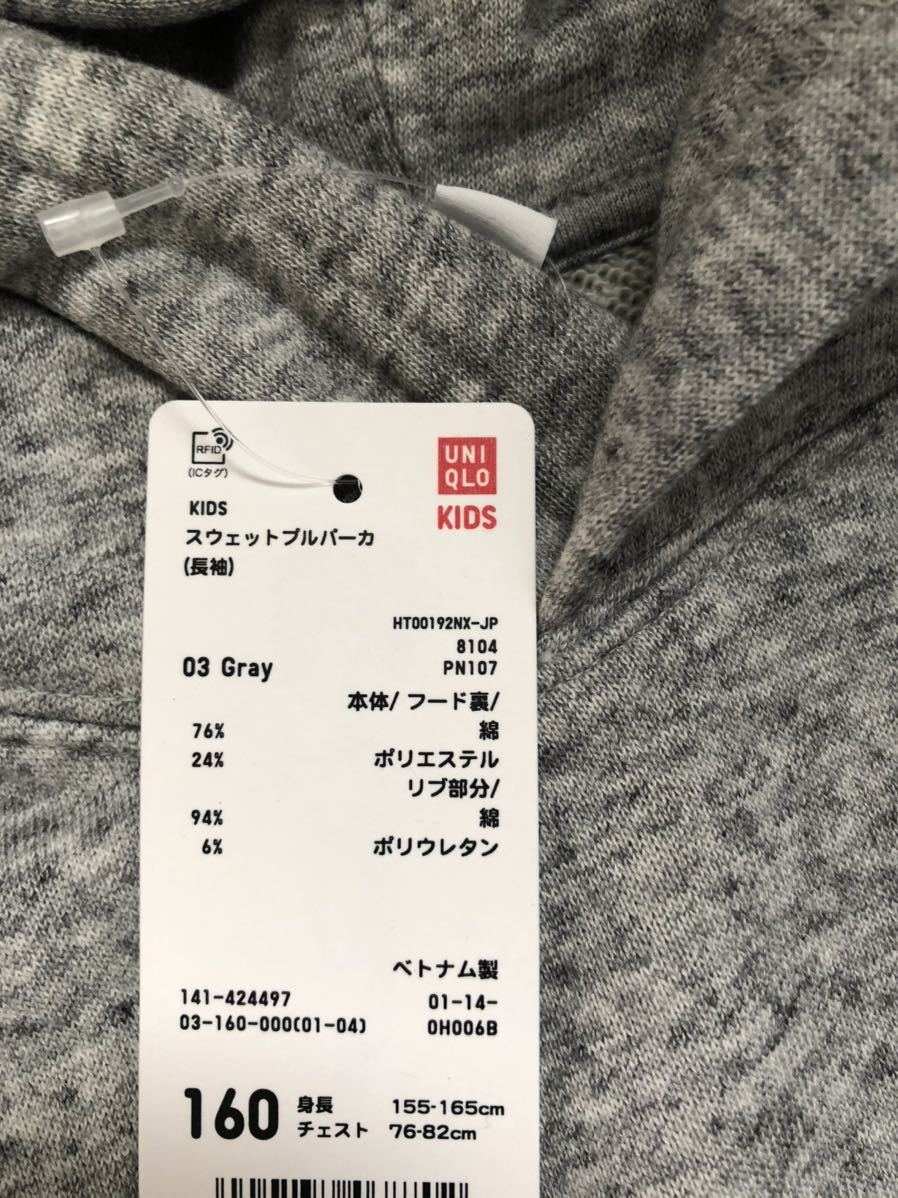 RFID
(ICタグ)
UNI
QLO
KIDS
KIDS
スウェットプルパーカ
(長袖)
HT00192NX-JP
8104
03 Gray PN107
本体/ フード裏/
76% 綿
24% ポリエステル
リブ部分/
94% 綿
6% ポリウレタン
ベトナム製
141-424497 01-14-
03-160-000(01-04) 0H006B
160 身長 155-165cm
チェスト 76-82cm